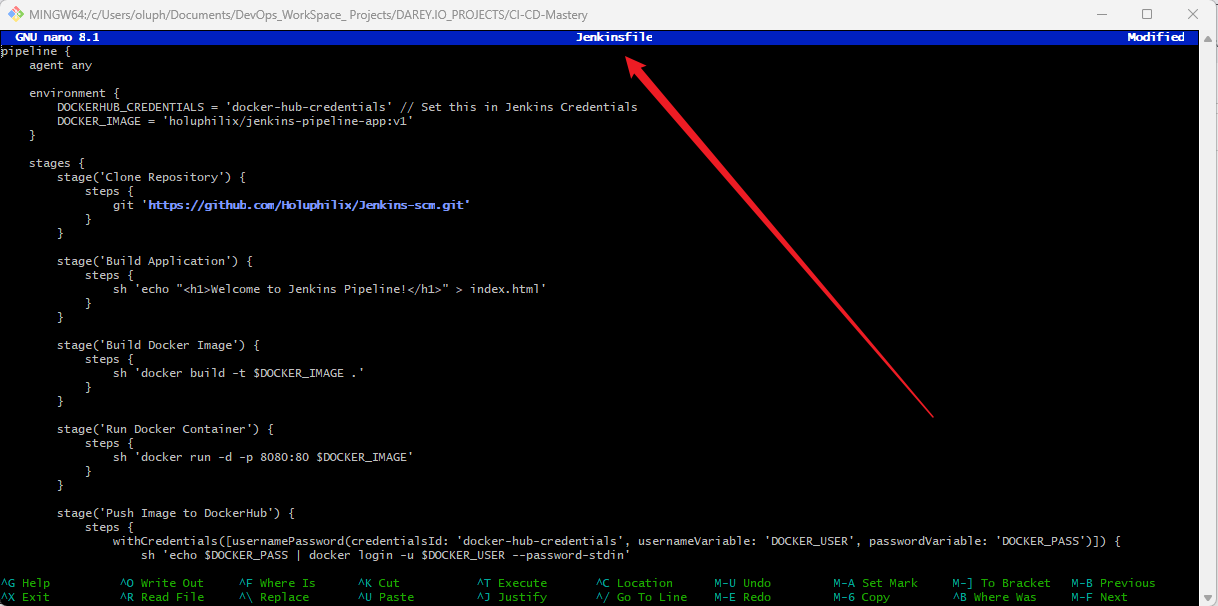 MINGW64:/c/Users/oluph/Documents/DevOps_WorkSpace_ Projects/DAREY.IO_PROJECTS/CI-CD-Mastery
GNU nano 8.1 Jenkinsfile Modified
pipeline {
    agent any

    environment {
        DOCKERHUB_CREDENTIALS = 'docker-hub-credentials' // Set this in Jenkins Credentials
        DOCKER_IMAGE = 'holuphilix/jenkins-pipeline-app:v1'
    }

    stages {
        stage('Clone Repository') {
            steps {
                git 'https://github.com/Holuphilix/Jenkins-scm.git'
            }
        }

        stage('Build Application') {
            steps {
                sh 'echo "<h1>Welcome to Jenkins Pipeline!</h1>" > index.html'
            }
        }

        stage('Build Docker Image') {
            steps {
                sh 'docker build -t $DOCKER_IMAGE .'
            }
        }

        stage('Run Docker Container') {
            steps {
                sh 'docker run -d -p 8080:80 $DOCKER_IMAGE'
            }
        }

        stage('Push Image to DockerHub') {
            steps {
                withCredentials([usernamePassword(credentialsId: 'docker-hub-credentials', usernameVariable: 'DOCKER_USER', passwordVariable: 'DOCKER_PASS')]) {
                    sh 'echo $DOCKER_PASS | docker login -u $DOCKER_USER --password-stdin'
^G Help ^O Write Out ^F Where Is ^K Cut ^T Execute ^C Location M-U Undo M-A Set Mark M-] To Bracket M-B Previous
^X Exit ^R Read File ^\ Replace ^U Paste ^J Justify ^/ Go To Line M-E Redo M-6 Copy ^B Where Was M-F Next